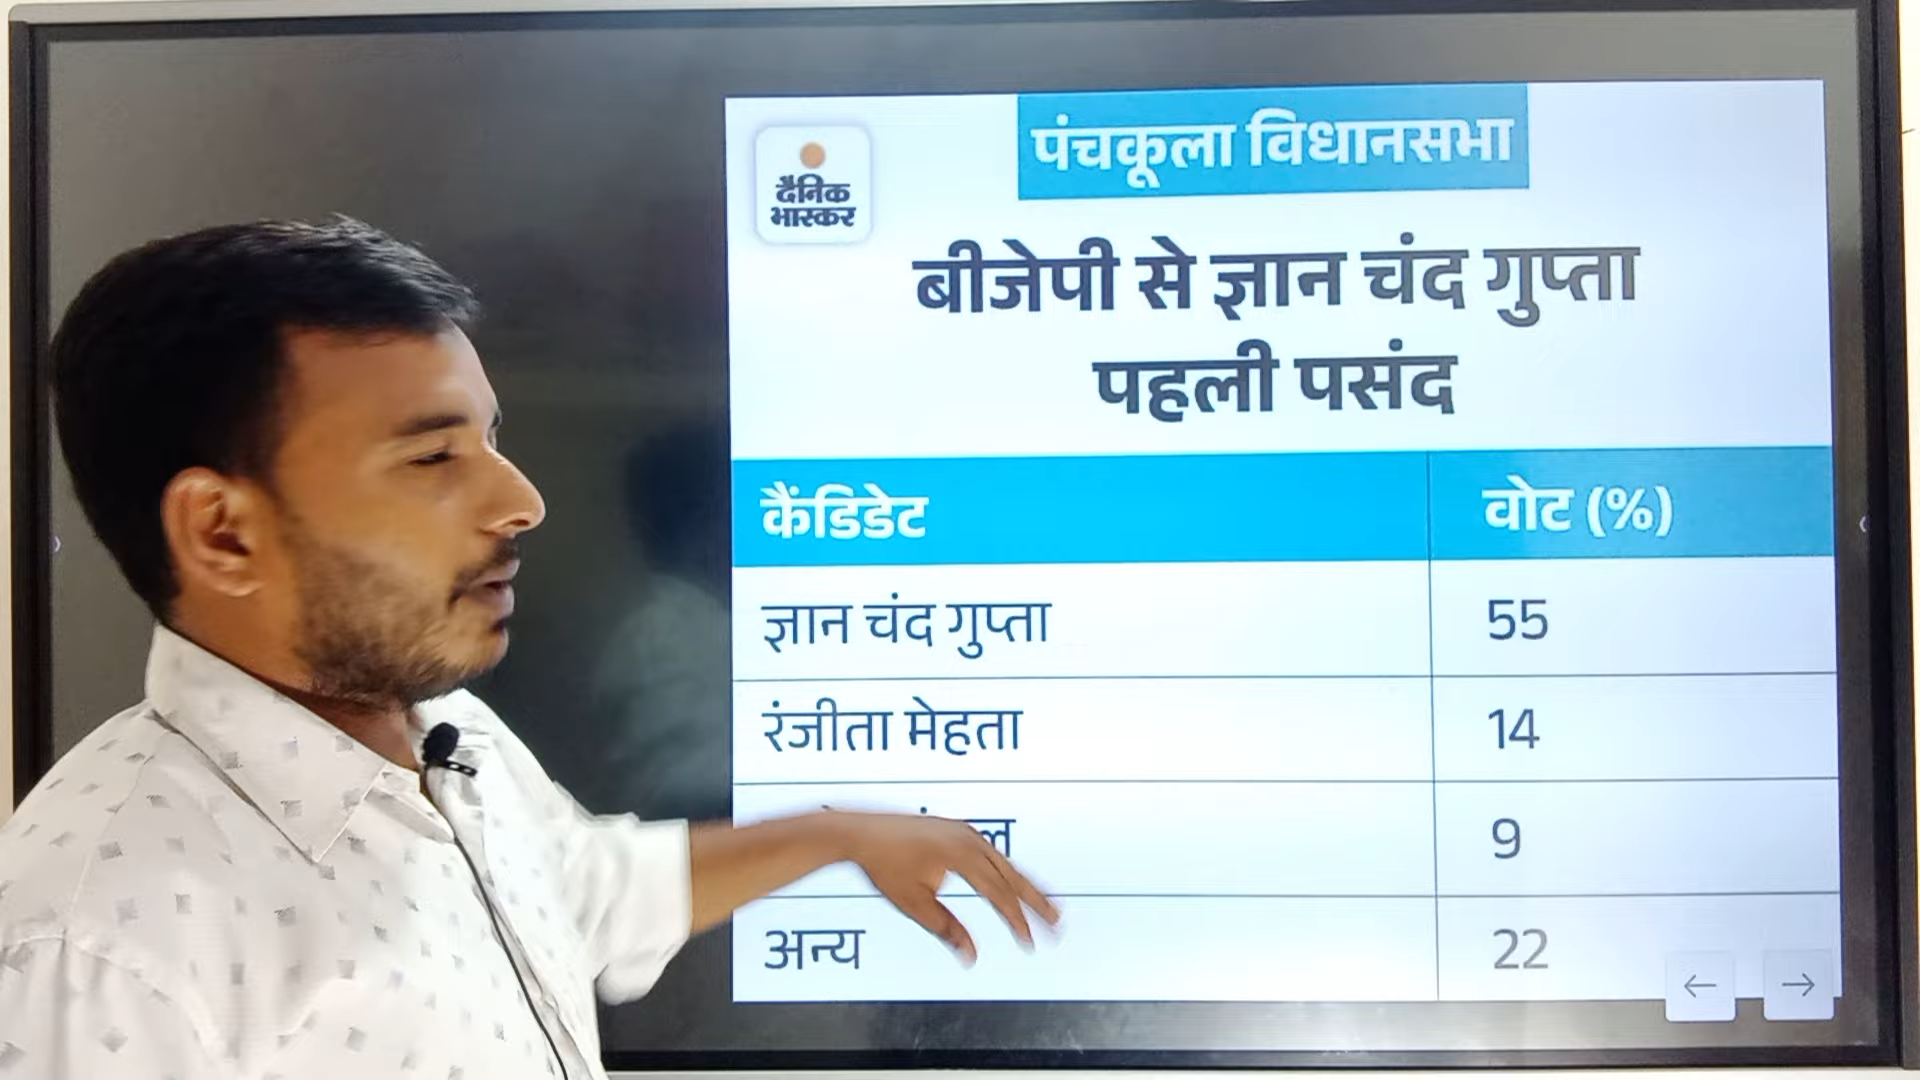 पंचकूला विधानसभा
दैनिक
भास्कर
बीजेपी से ज्ञान चंद गुप्ता
पहली पसंद
कैंडिडेट वोट (%)
ज्ञान चंद गुप्ता 55
रंजीता मेहता 14
9
अन्य 22